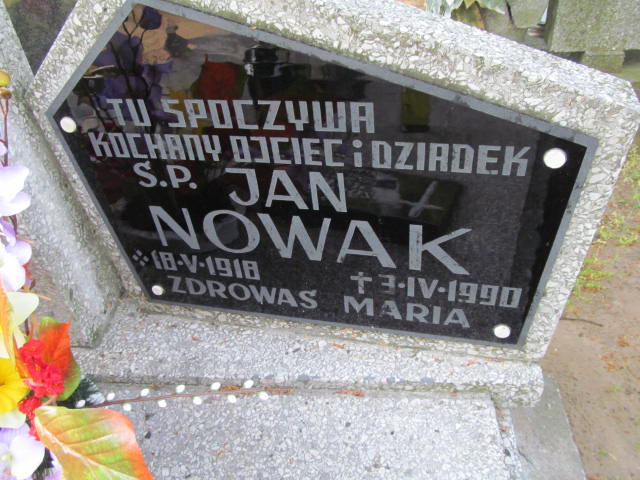 TU SPOCZYWA
KOCHANY OJCIEC i DZIADEK
Ś.P. JAN
NOWAK
18·V·1918 †3·IV·1990
ZDROWAŚ MARIA